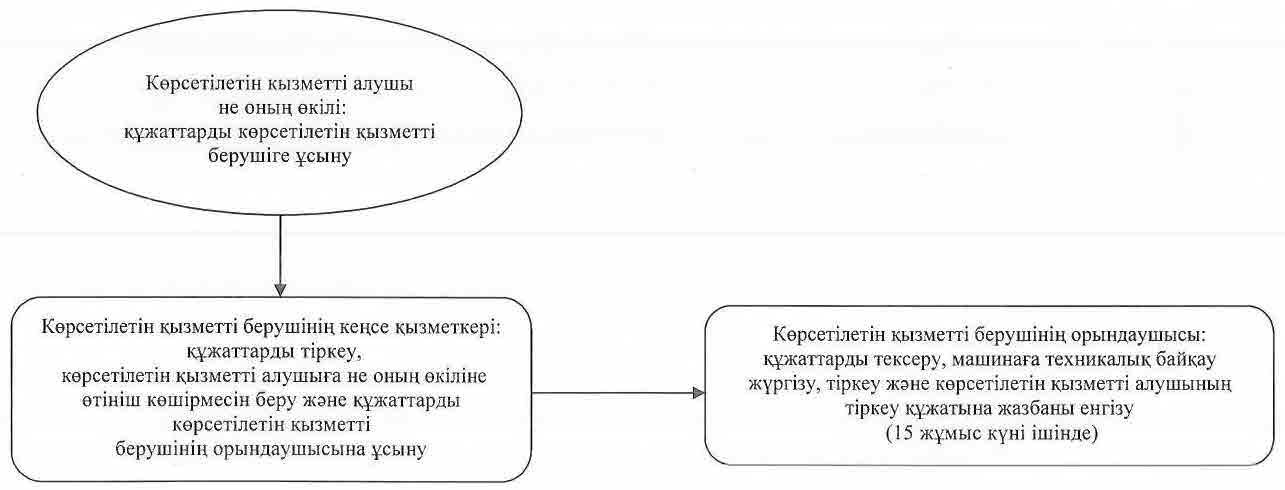 Көрсетілетін қызметті алушы
не оның өкілі:
құжаттарды көрсетілетін қызметті
берушіге ұсыну
Көрсетілетін қызметті берушінің кеңсе қызметкері:
құжаттарды тіркеу,
көрсетілетін қызметті алушыға не оның өкіліне
өтініш көшірмесін беру және құжаттарды
көрсетілетін қызметті
берушінің орындаушысына ұсыну
Көрсетілетін қызметті берушінің орындаушысы:
құжаттарды тексеру, машинаға техникалық байқау
жүргізу, тіркеу және көрсетілетін қызметті алушының
тіркеу құжатына жазбаны енгізу
(15 жұмыс күні ішінде)